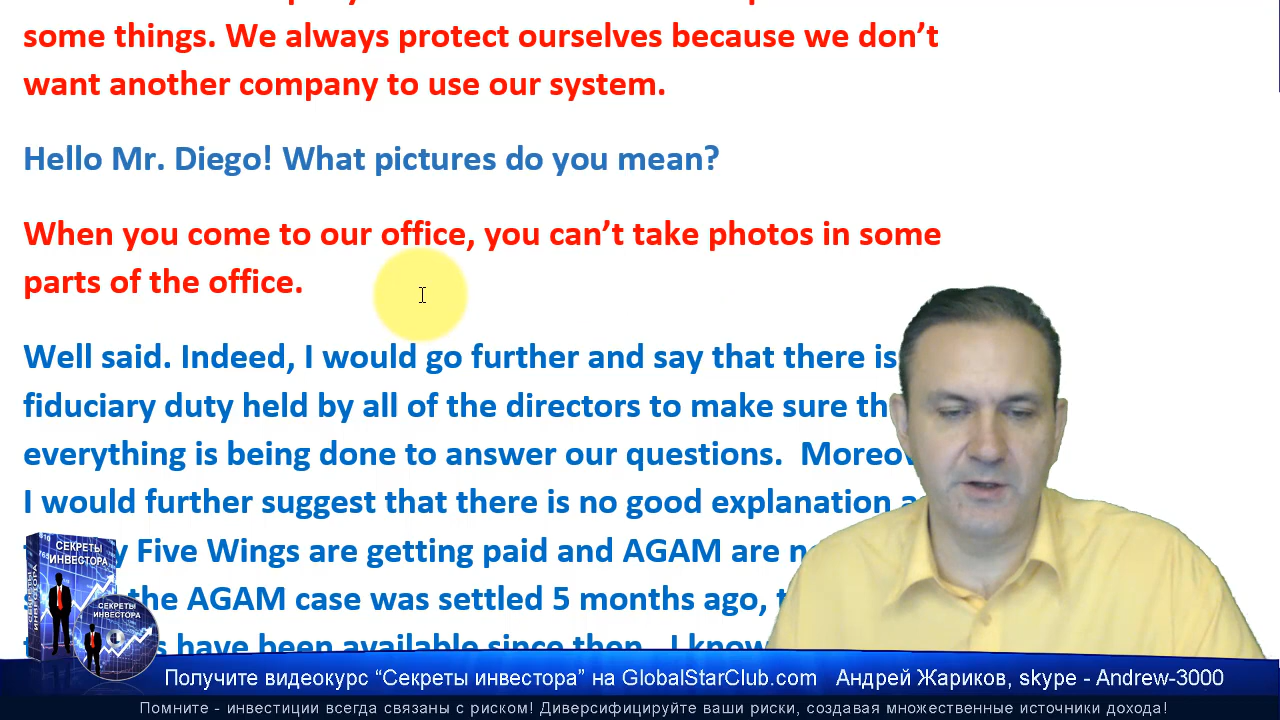 some things. We always protect ourselves because we don’t
want another company to use our system.
Hello Mr. Diego! What pictures do you mean?
When you come to our office, you can’t take photos in some
parts of the office.
Well said. Indeed, I would go further and say that there is
fiduciary duty held by all of the directors to make sure
everything is being done to answer our questions.  Moreov
I would further suggest that there is no good explanation
Five Wings are getting paid and AGAM are
the AGAM case was settled 5 months ago,
have been available since then.  I know
СЕКРЕТЫ
ИНВЕСТОРА
СЕКРЕТЫ
ИНВЕСТОРА
Получите видеокурс “Секреты инвестора” на GlobalStarClub.com   Андрей Жариков, skype - Andrew-3000
Помните - инвестиции всегда связаны с риском! Диверсифицируйте ваши риски, создавая множественные источники дохода!